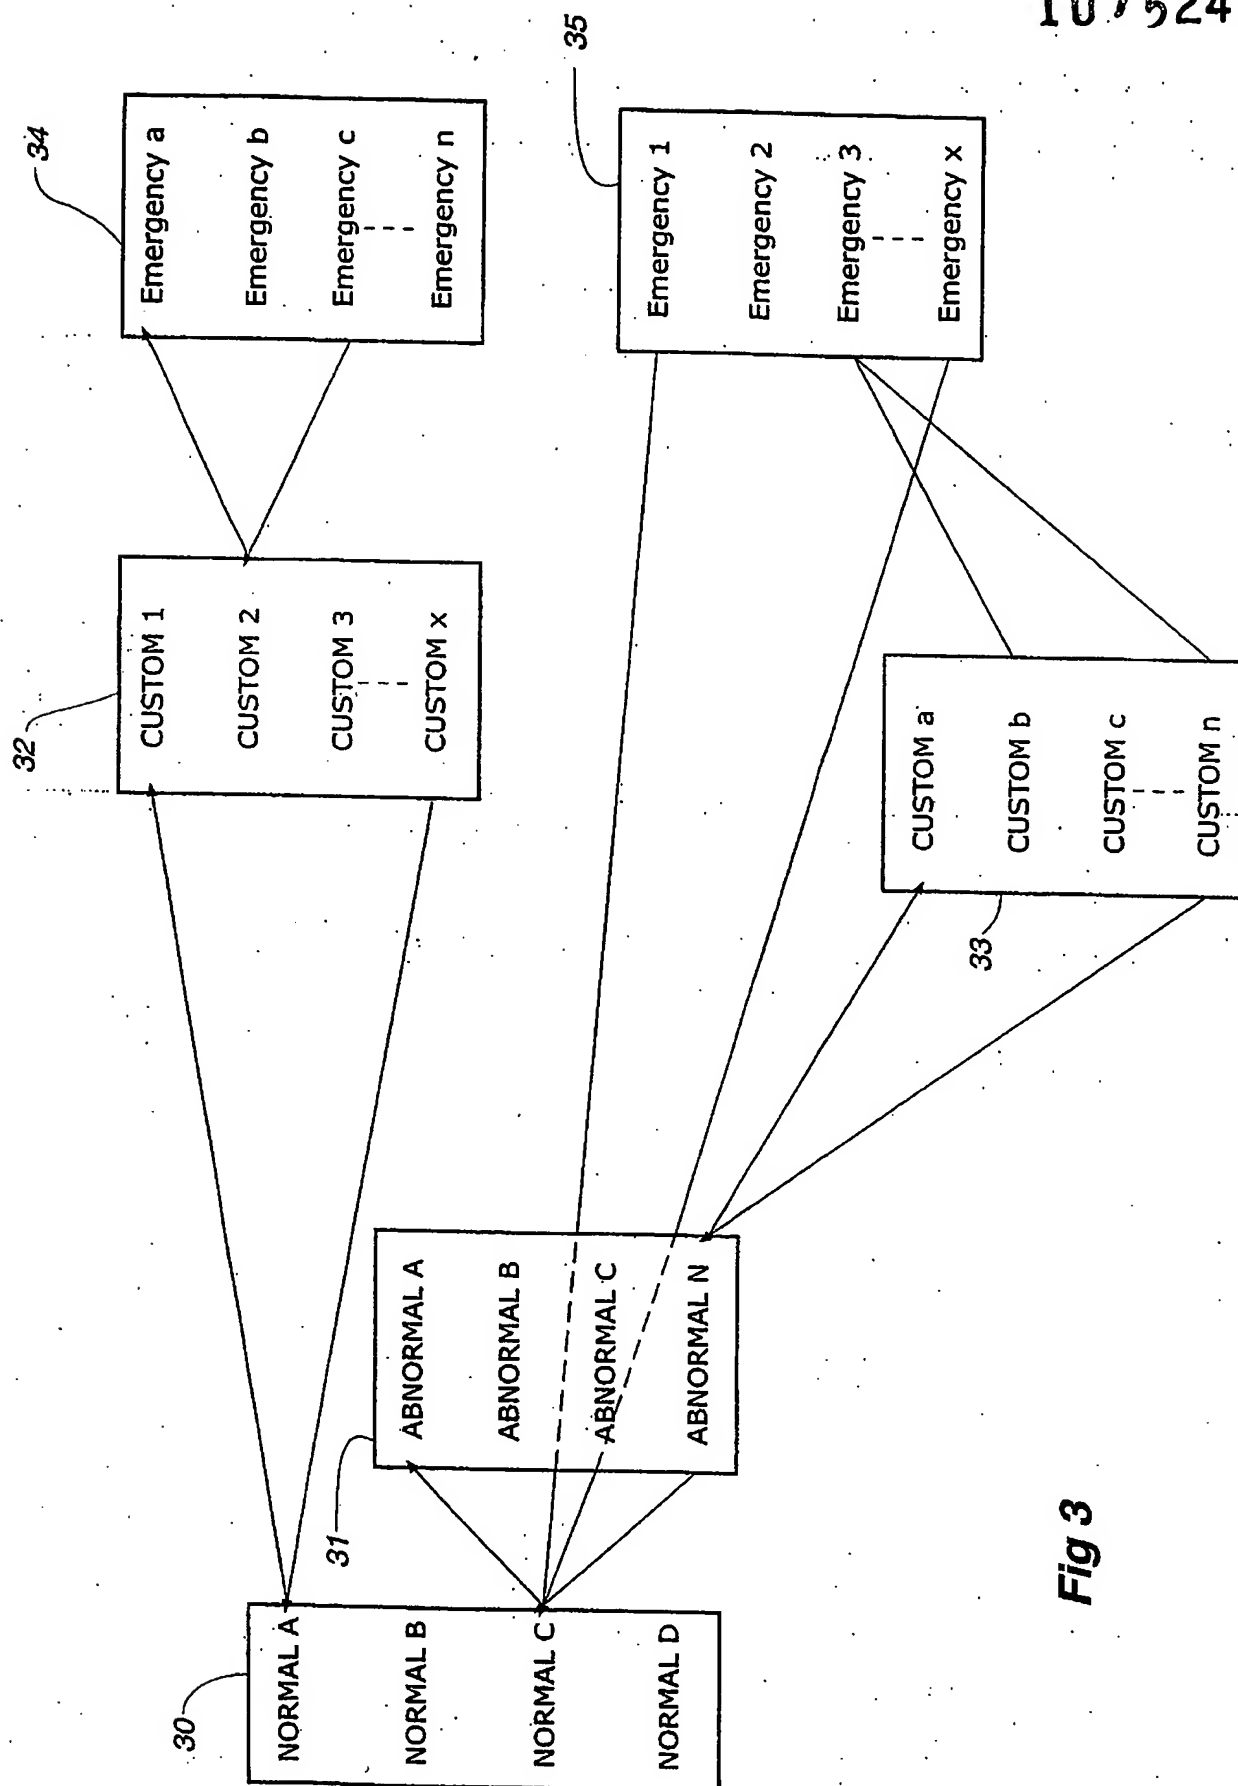 107524
30
NORMAL A
NORMAL B
NORMAL C
NORMAL D
31
ABNORMAL A
ABNORMAL B
ABNORMAL C
ABNORMAL N
32
CUSTOM 1
CUSTOM 2
CUSTOM 3
CUSTOM x
33
CUSTOM a
CUSTOM b
CUSTOM c
CUSTOM n
34
Emergency a
Emergency b
Emergency c
Emergency n
35
Emergency 1
Emergency 2
Emergency 3
Emergency x
Fig 3